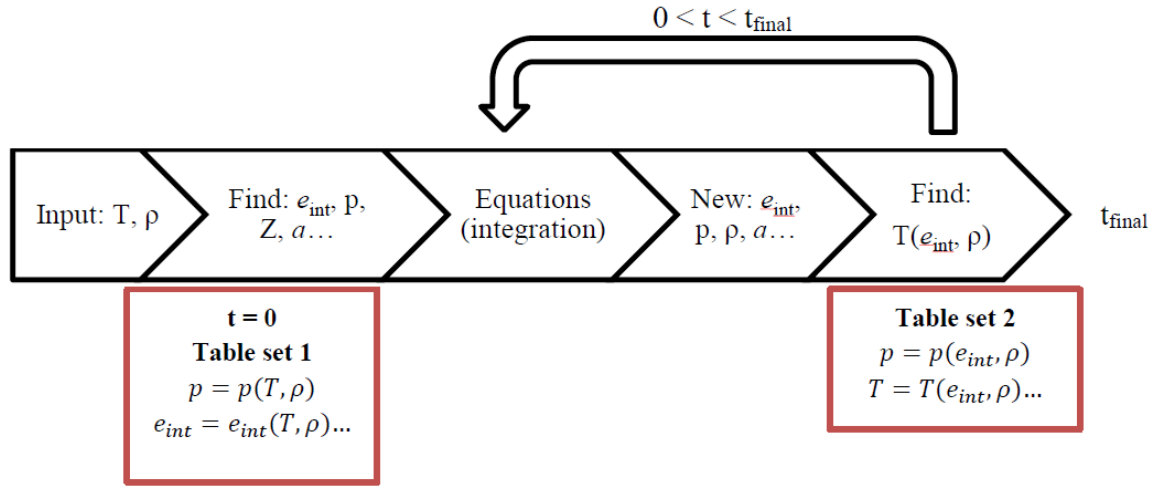 0 < t < t_final
Input: T, ρ
Find: e_int, p,
Z, a…
Equations
(integration)
New: e_int,
p, ρ, a…
Find:
T(e_int, ρ)
t_final
t = 0
Table set 1
p = p(T, ρ)
e_int = e_int(T, ρ)…
Table set 2
p = p(e_int, ρ)
T = T(e_int, ρ)…